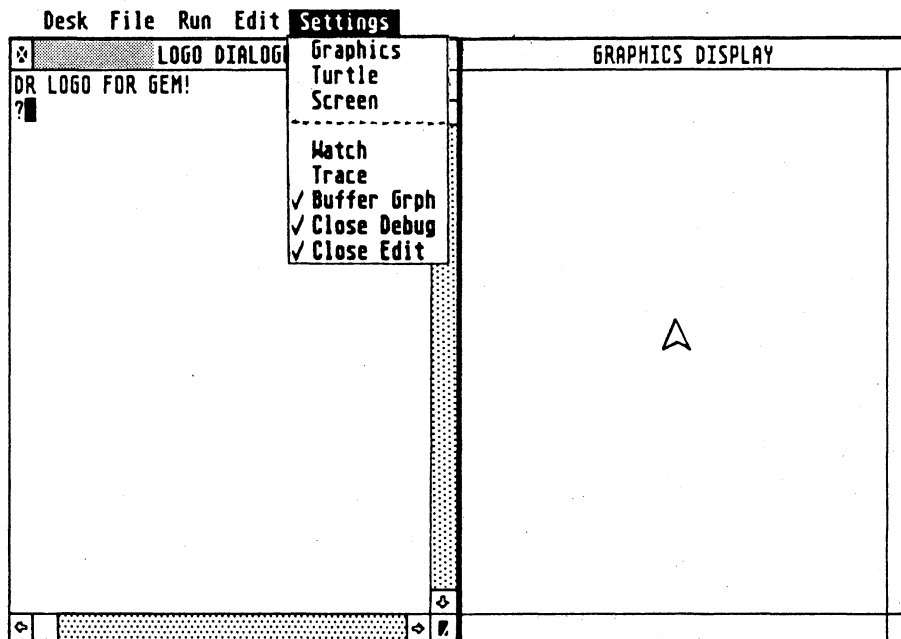 Desk File Run Edit Settings
LOGO DIALOG
GRAPHICS DISPLAY
DR LOGO FOR GEM!
?
Graphics
Turtle
Screen
Watch
Trace
✓ Buffer Grph
✓ Close Debug
✓ Close Edit